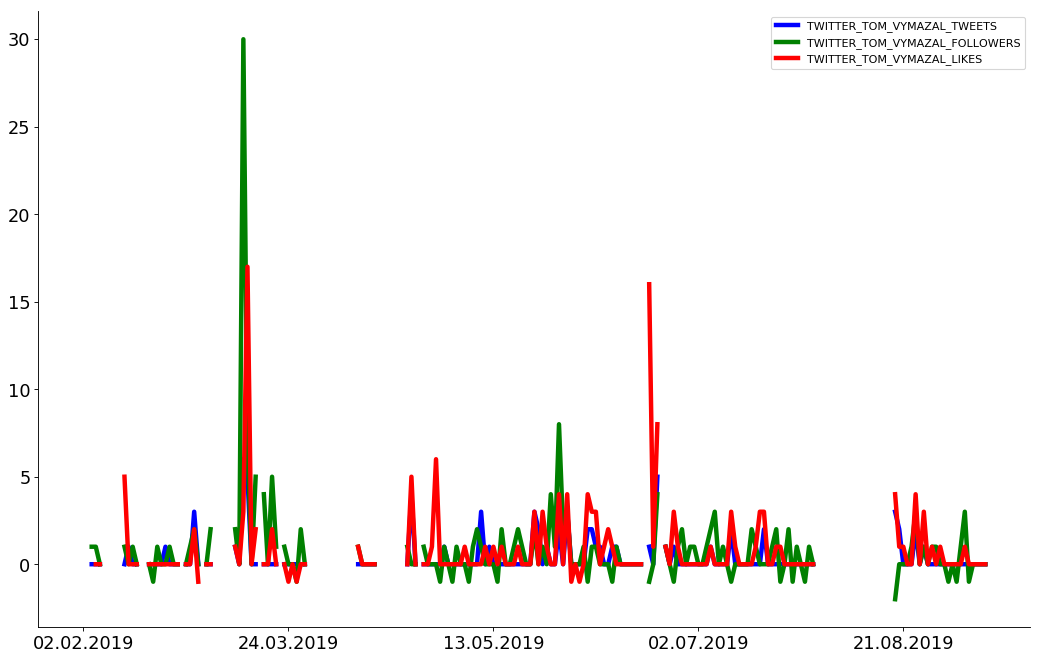 TWITTER_TOM_VYMAZAL_TWEETS
TWITTER_TOM_VYMAZAL_FOLLOWERS
TWITTER_TOM_VYMAZAL_LIKES
30
25
20
15
10
5
0
02.02.2019 24.03.2019 13.05.2019 02.07.2019 21.08.2019